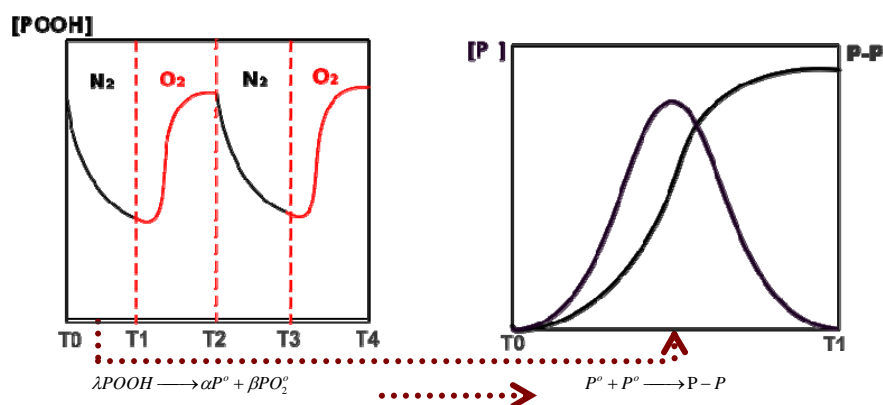 [POOH]
N₂ O₂ N₂ O₂
T0 T1 T2 T3 T4
[P ] P-P
T0 T1
λPOOH ⟶ αP° + βPO₂°
P° + P° ⟶ P − P